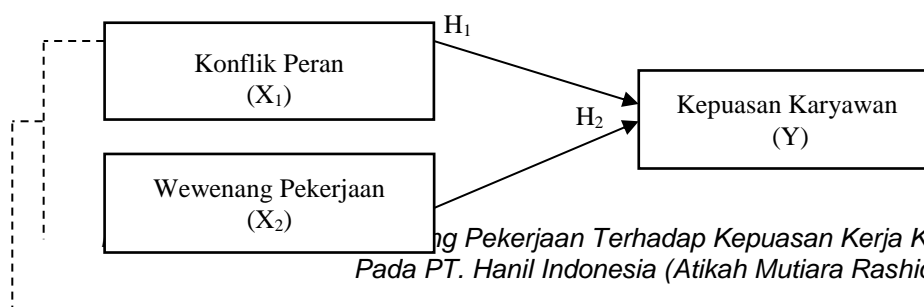 H1
Konflik Peran
(X1)
Kepuasan Karyawan
(Y)
H2
Wewenang Pekerjaan
(X2)
Pekerjaan Terhadap Kepuasan Kerja
Pada PT. Hanil Indonesia (Atikah Mutiara